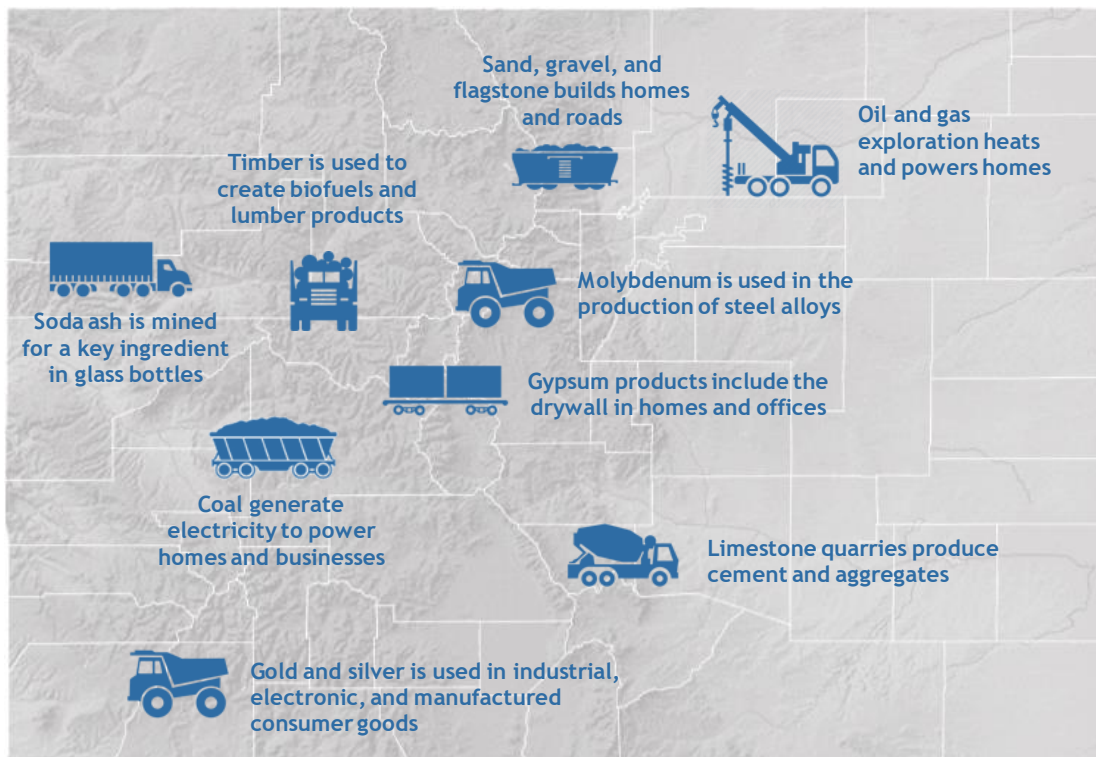 Sand, gravel, and
flagstone builds homes
and roads
Oil and gas
exploration heats
and powers homes
Timber is used to
create biofuels and
lumber products
Soda ash is mined
for a key ingredient
in glass bottles
Molybdenum is used in the
production of steel alloys
Gypsum products include the
drywall in homes and offices
Coal generate
electricity to power
homes and businesses
Limestone quarries produce
cement and aggregates
Gold and silver is used in industrial,
electronic, and manufactured
consumer goods